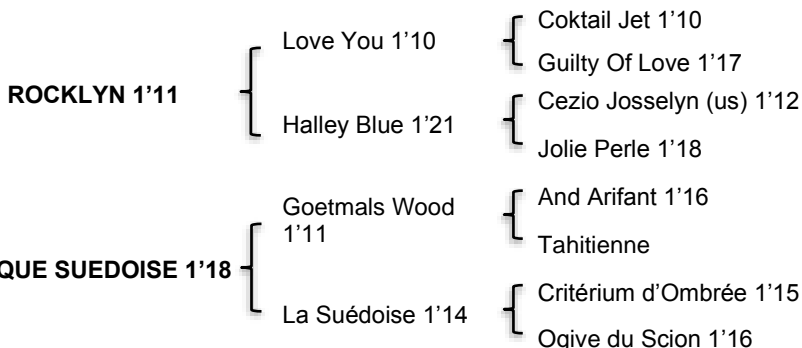 Coktail Jet 1’10
Love You 1’10
Guilty Of Love 1’17
ROCKLYN 1’11
Cezio Josselyn (us) 1’12
Halley Blue 1’21
Jolie Perle 1’18
Goetmals Wood
1’11
And Arifant 1’16
Tahitienne
QUE SUEDOISE 1’18
Critérium d’Ombrée 1’15
La Suédoise 1’14
Ogive du Scion 1’16